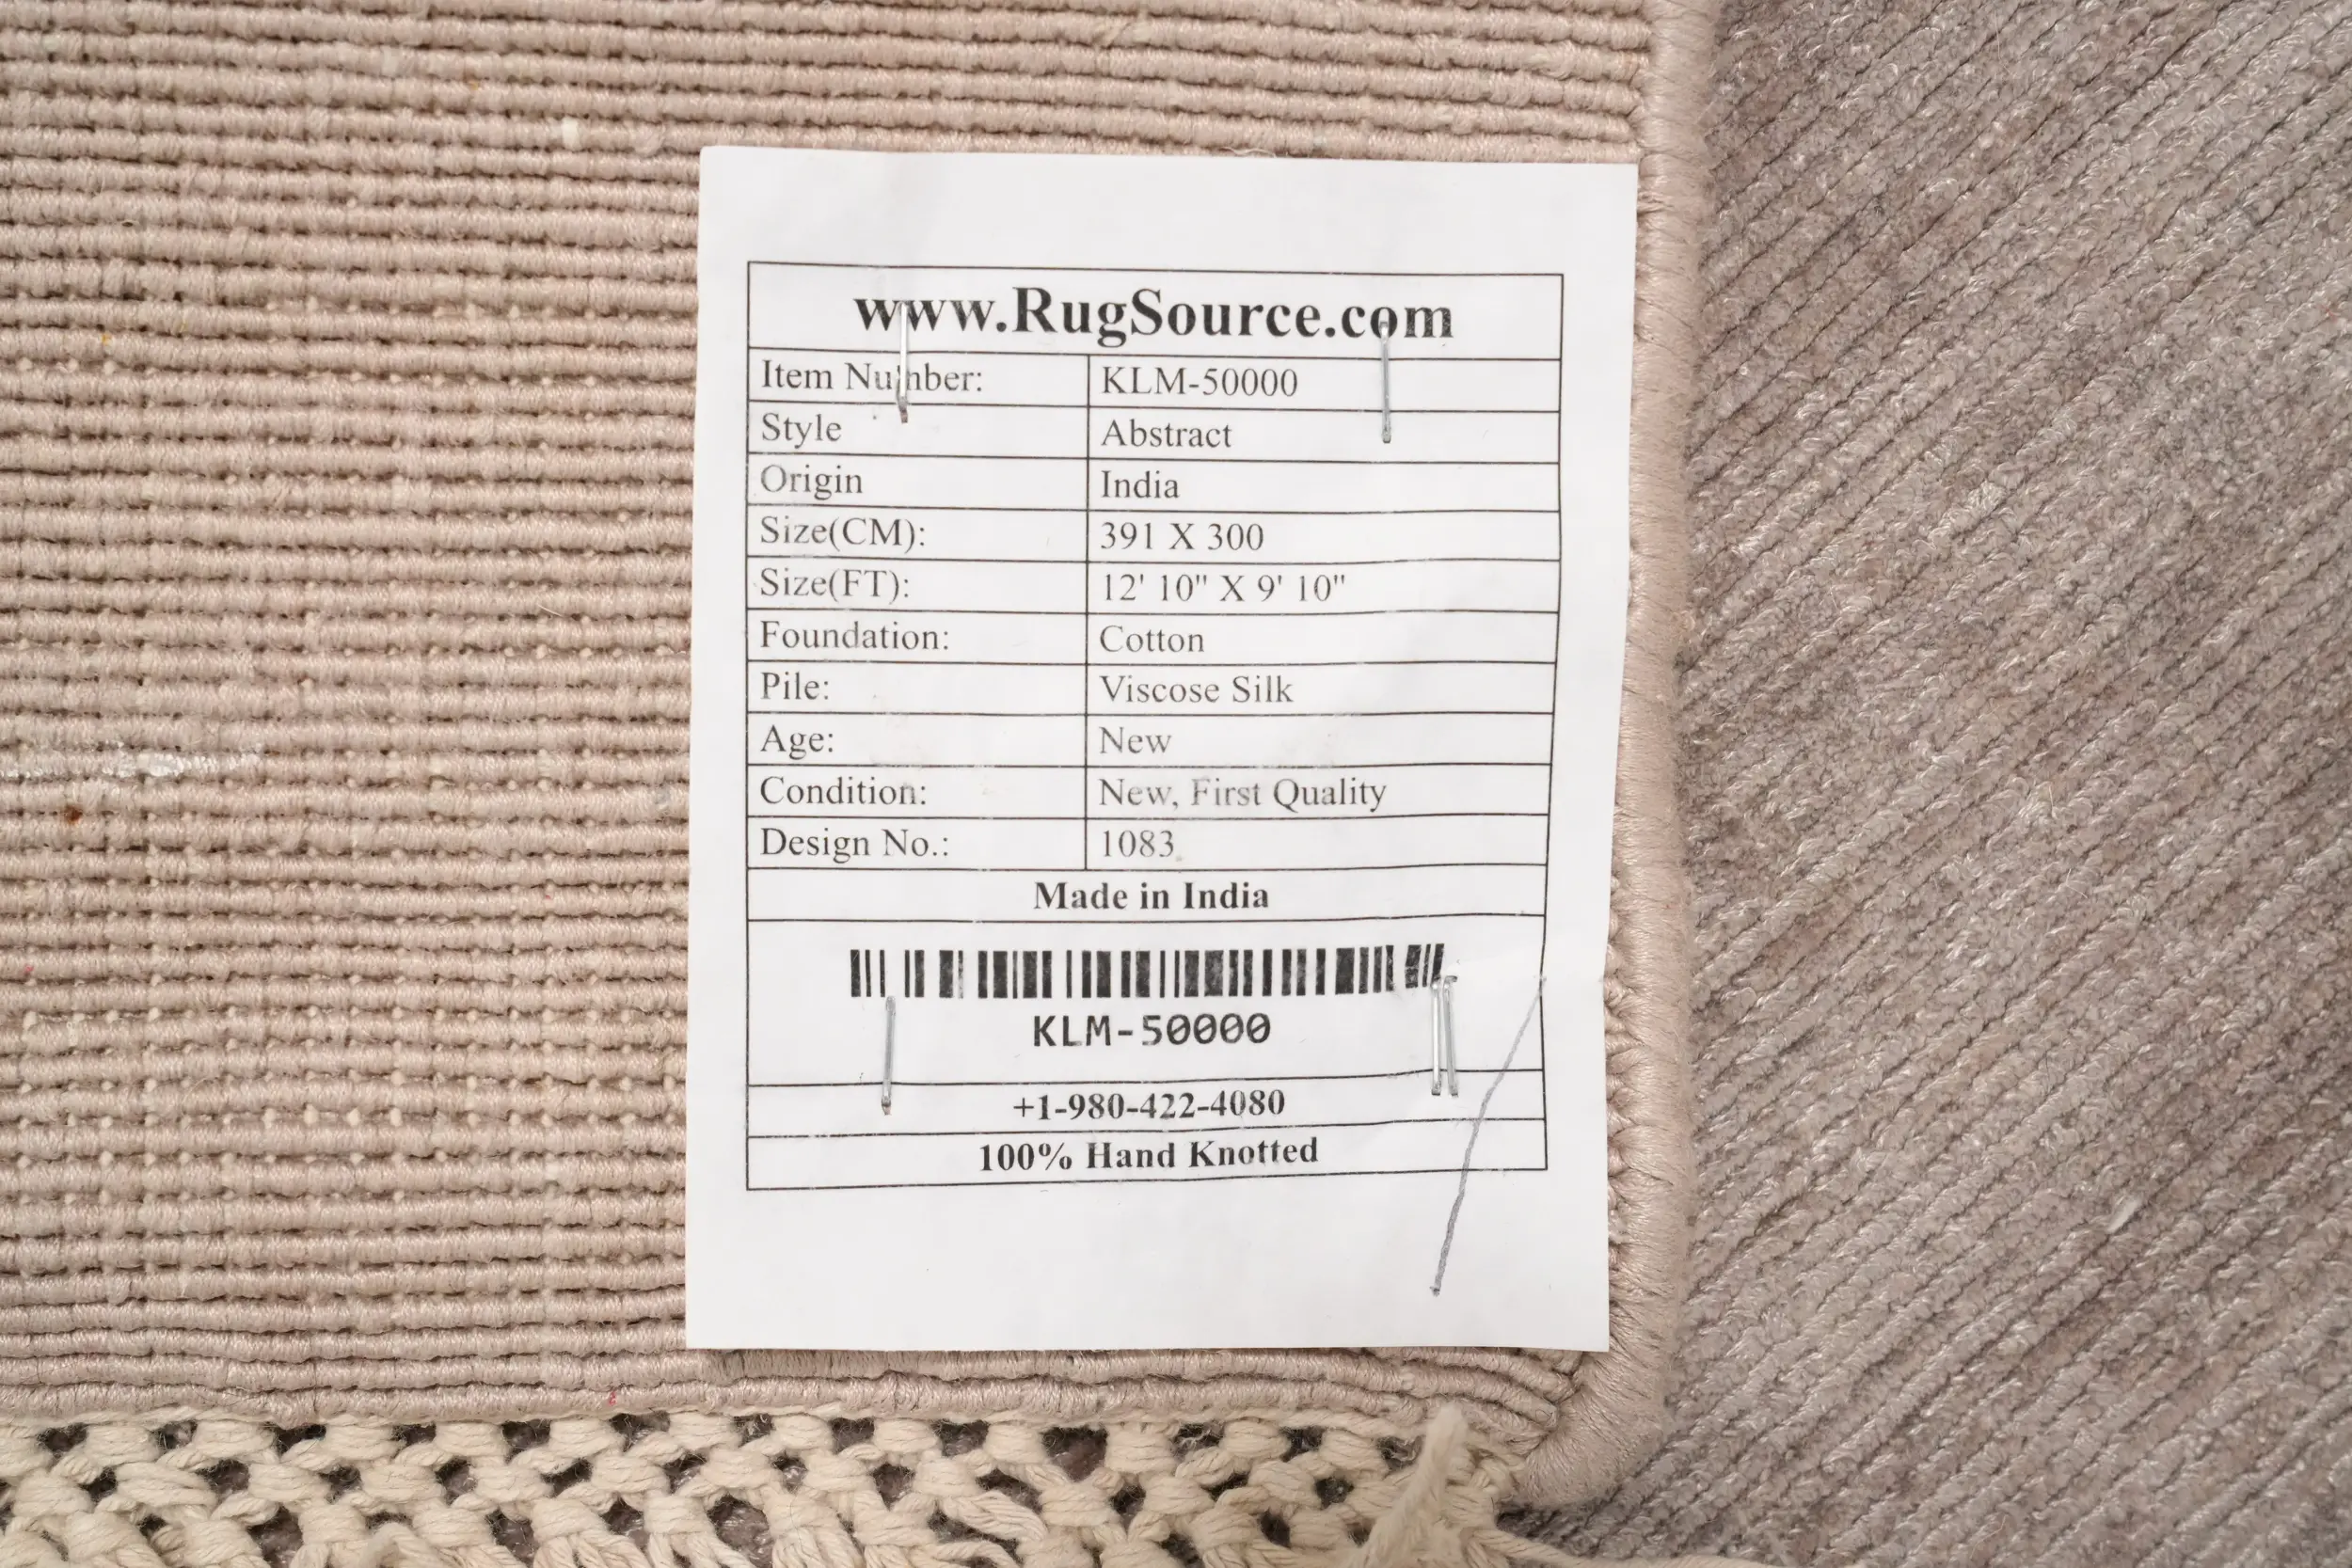 www.RugSource.com
Item Number: KLM-50000
Style Abstract
Origin India
Size(CM): 391 X 300
Size(FT): 12' 10" X 9' 10"
Foundation: Cotton
Pile: Viscose Silk
Age: New
Condition: New, First Quality
Design No.: 1083
Made in India
KLM-50000
+1-980-422-4080
100% Hand Knotted